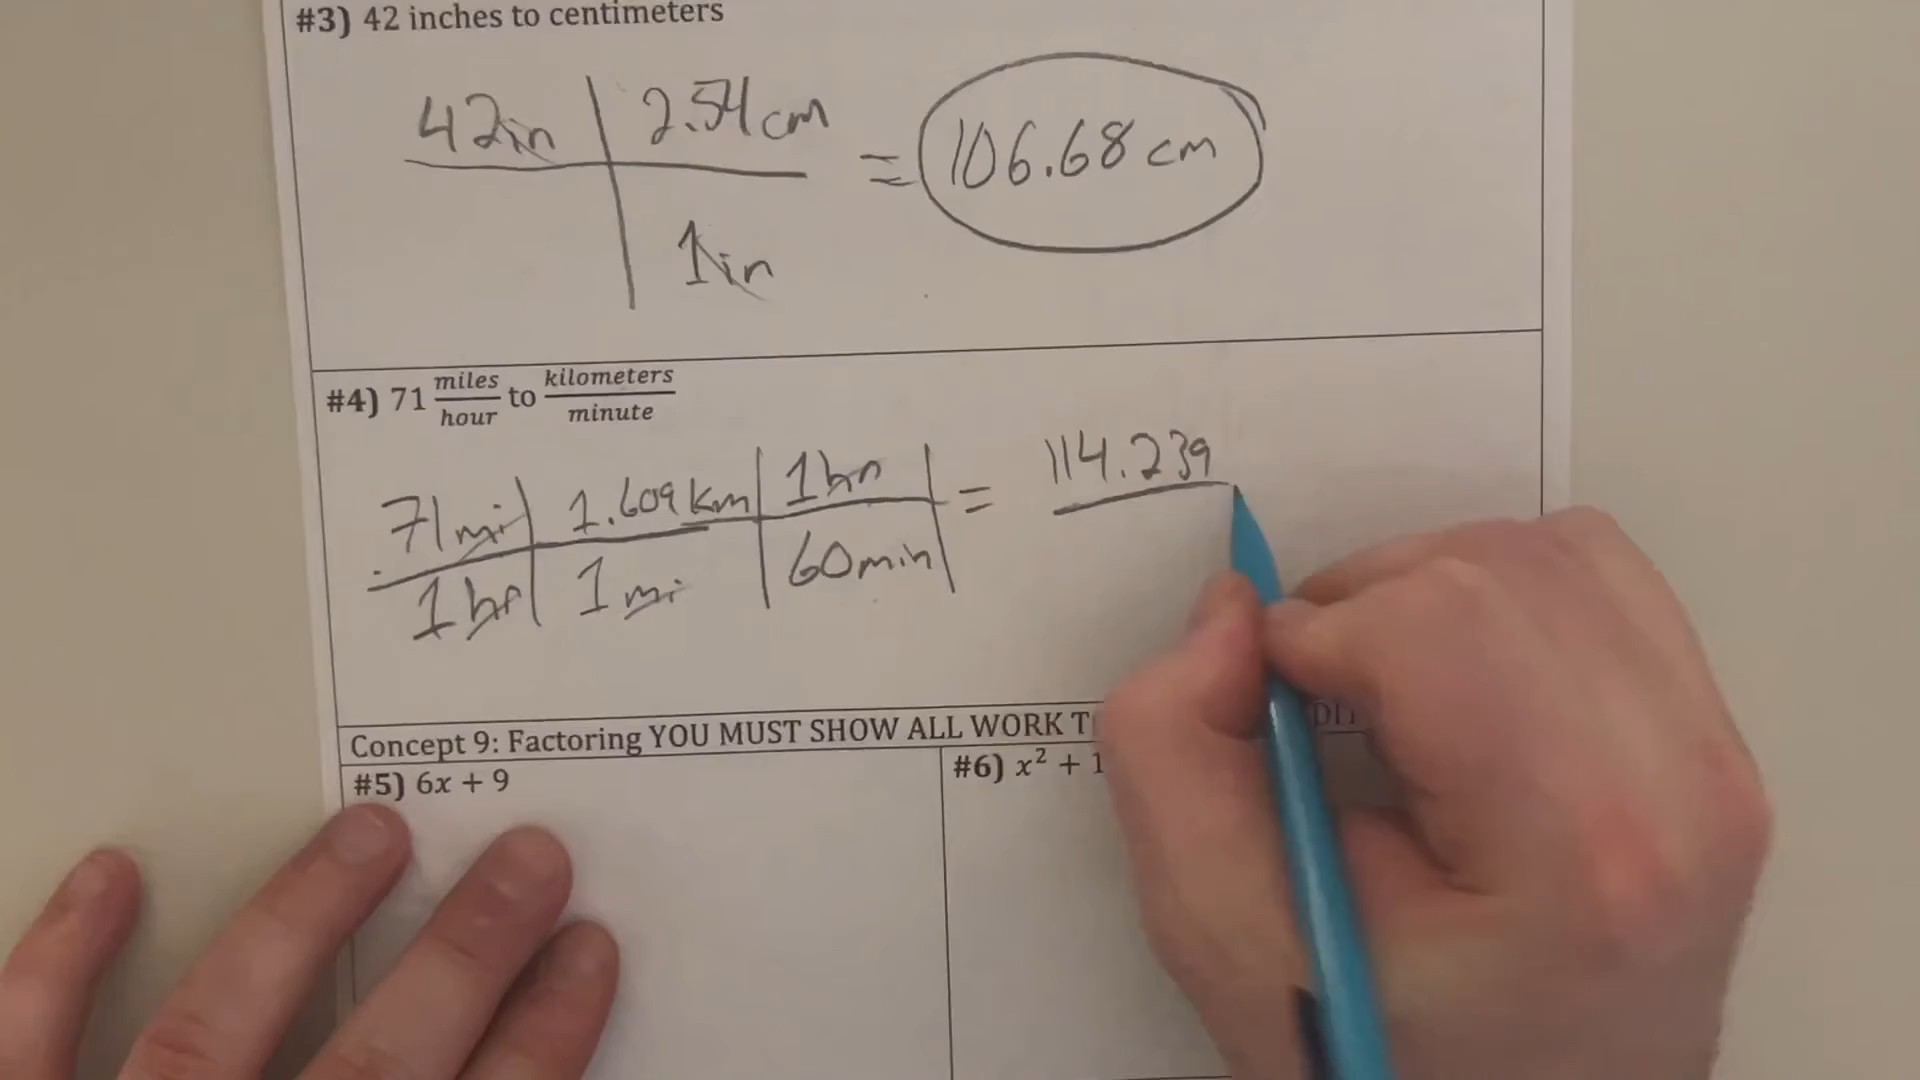 #3) 42 inches to centimeters
42in | 2.54cm
1in
= 106.68 cm
#4) 71 miles/hour to kilometers/minute
71mi | 1.609km | 1hr
1hr | 1mi | 60min
= 114.239
Concept 9: Factoring YOU MUST SHOW ALL WORK
#5) 6x + 9
#6) x² + 1